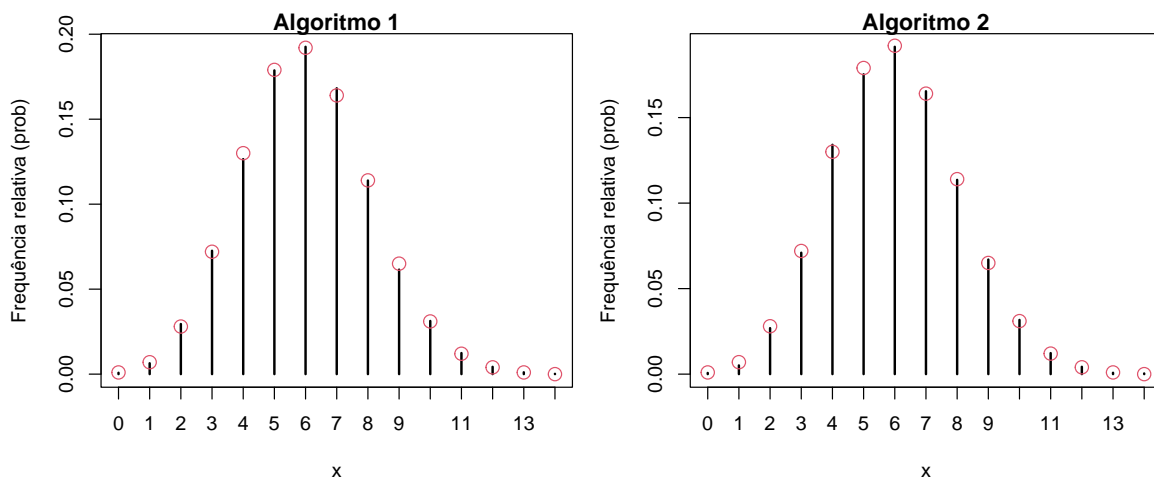 Algoritmo 1
Frequência relativa (prob)
0.20
0.15
0.10
0.05
0.00
0 1 2 3 4 5 6 7 8 9 11 13
x
Algoritmo 2
Frequência relativa (prob)
0.15
0.10
0.05
0.00
0 1 2 3 4 5 6 7 8 9 11 13
x